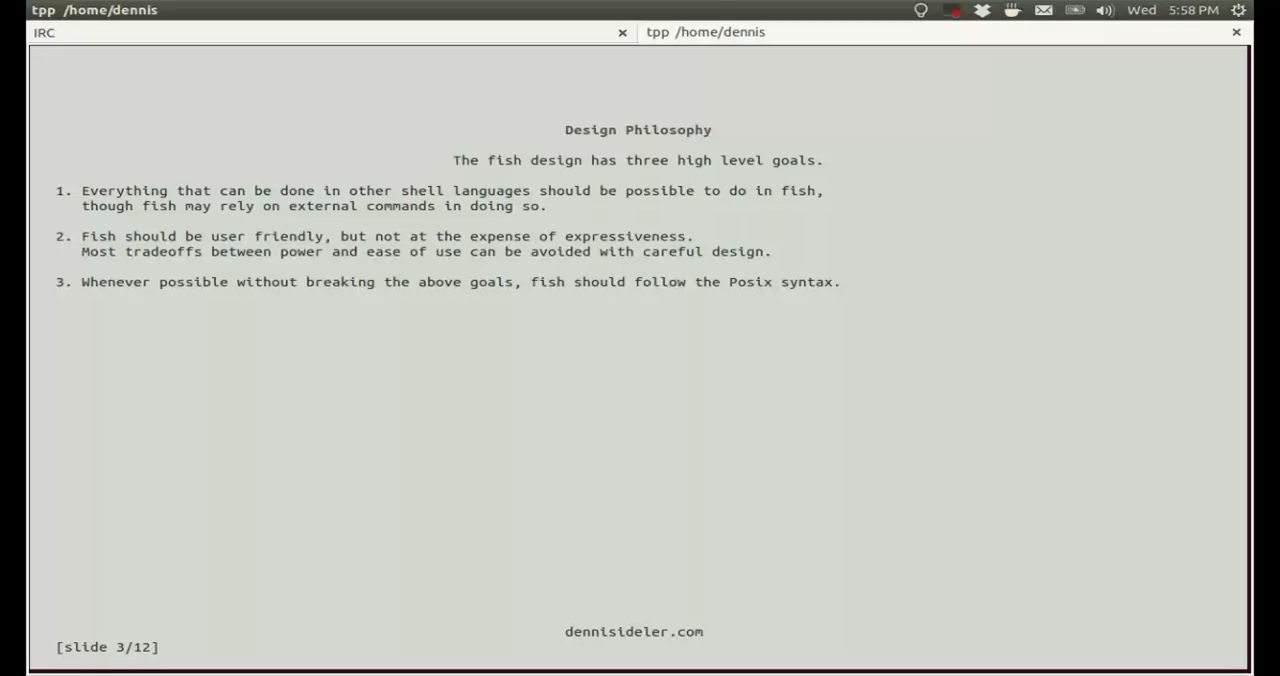 tpp /home/dennis
Wed 5:58 PM
IRC
tpp /home/dennis
Design Philosophy
The fish design has three high level goals.
1. Everything that can be done in other shell languages should be possible to do in fish,
though fish may rely on external commands in doing so.
2. Fish should be user friendly, but not at the expense of expressiveness.
Most tradeoffs between power and ease of use can be avoided with careful design.
3. Whenever possible without breaking the above goals, fish should follow the Posix syntax.
dennisideler.com
[slide 3/12]